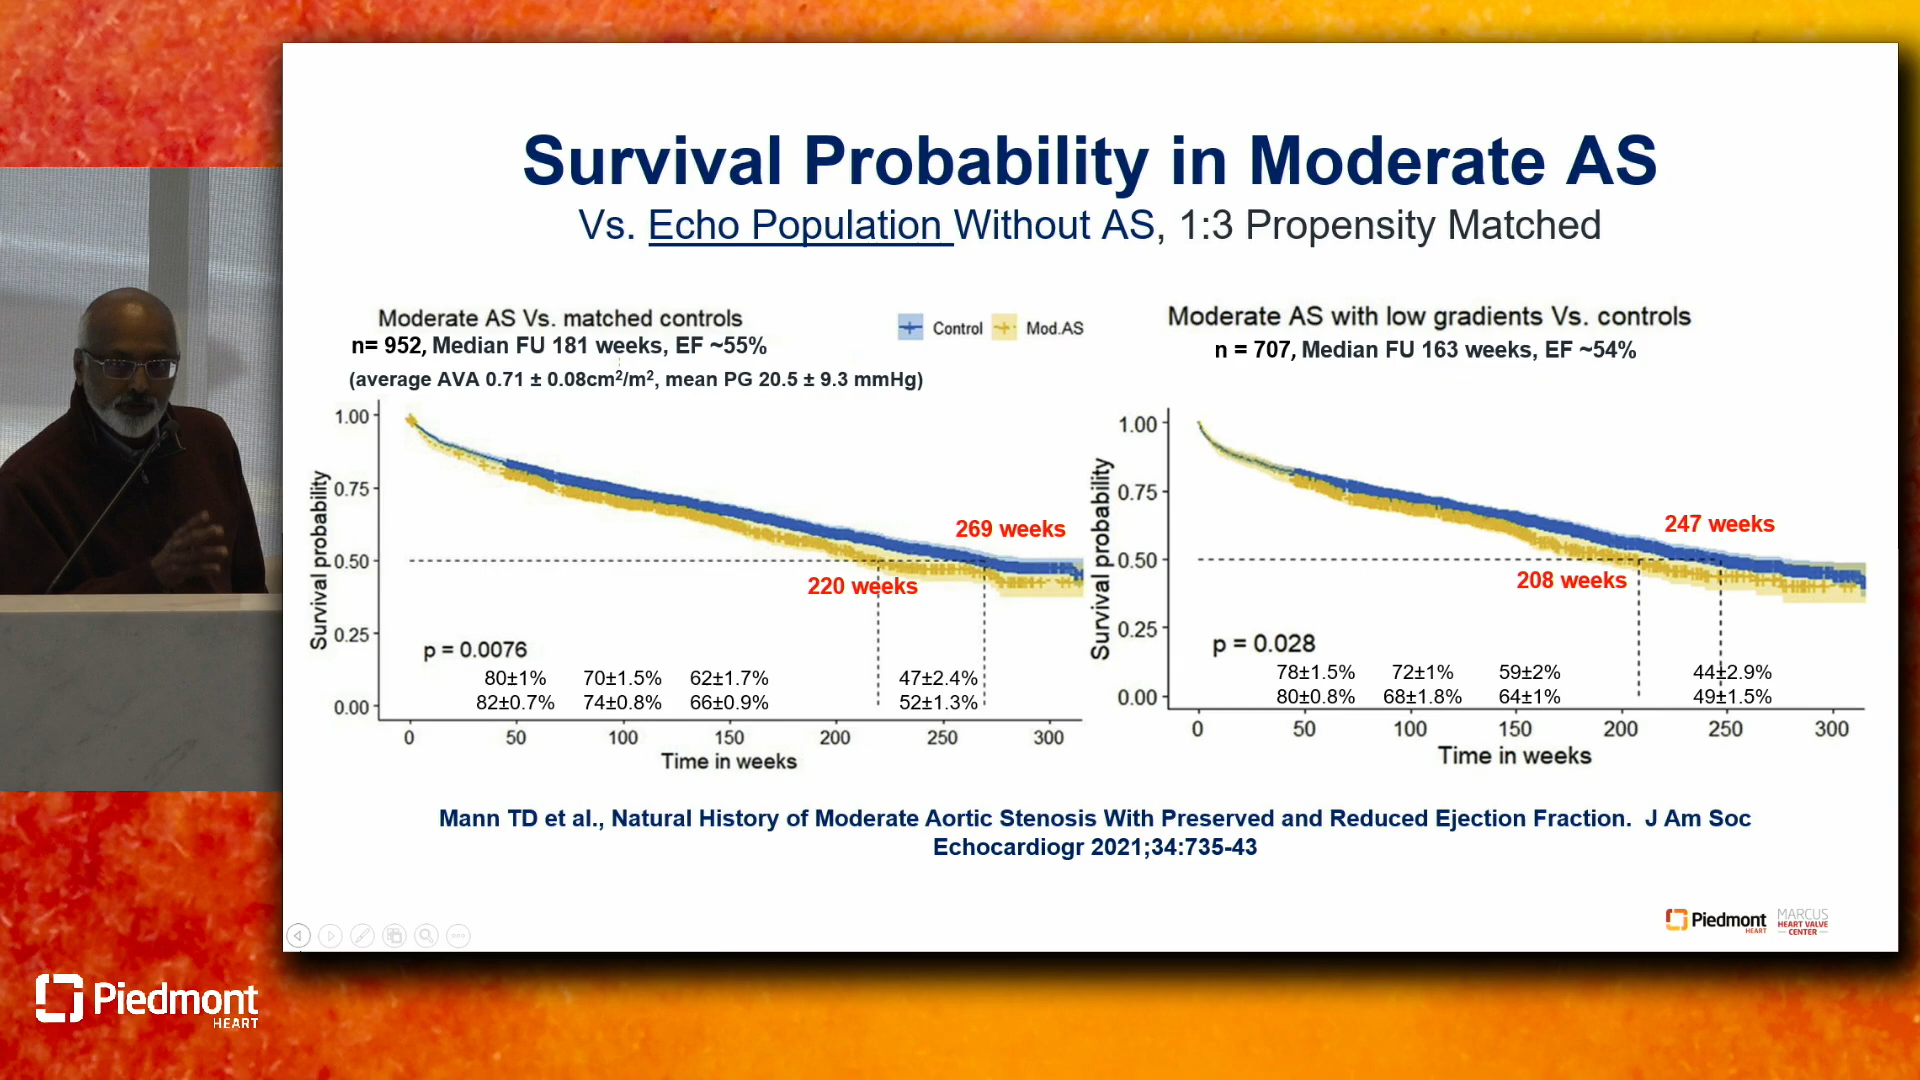 Survival Probability in Moderate AS
Vs. Echo Population Without AS, 1:3 Propensity Matched
Moderate AS Vs. matched controls
n= 952, Median FU 181 weeks, EF ~55%
(average AVA 0.71 ± 0.08cm²/m², mean PG 20.5 ± 9.3 mmHg)
Control Mod.AS
Survival probability
1.00
0.75
0.50
0.25
0.00
269 weeks
220 weeks
p = 0.0076
80±1% 70±1.5% 62±1.7% 47±2.4%
82±0.7% 74±0.8% 66±0.9% 52±1.3%
0 50 100 150 200 250 300
Time in weeks
Moderate AS with low gradients Vs. controls
n = 707, Median FU 163 weeks, EF ~54%
Survival probability
1.00
0.75
0.50
0.25
0.00
247 weeks
208 weeks
p = 0.028
78±1.5% 72±1% 59±2% 44±2.9%
80±0.8% 68±1.8% 64±1% 49±1.5%
0 50 100 150 200 250 300
Time in weeks
Mann TD et al., Natural History of Moderate Aortic Stenosis With Preserved and Reduced Ejection Fraction. J Am Soc
Echocardiogr 2021;34:735-43
Piedmont
HEART
MARCUS
HEART VALVE
CENTER
Piedmont
HEART